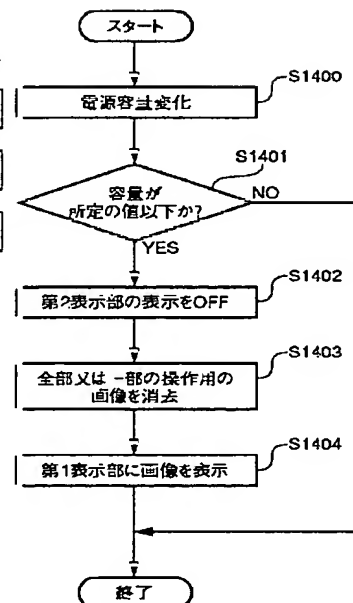 スタート
電源容量変化
S1400
S1401
容量が
所定の値以下か?
NO
YES
S1402
第2表示部の表示をOFF
S1403
全部又は一部の操作用の
画像を消去
S1404
第1表示部に画像を表示
終了